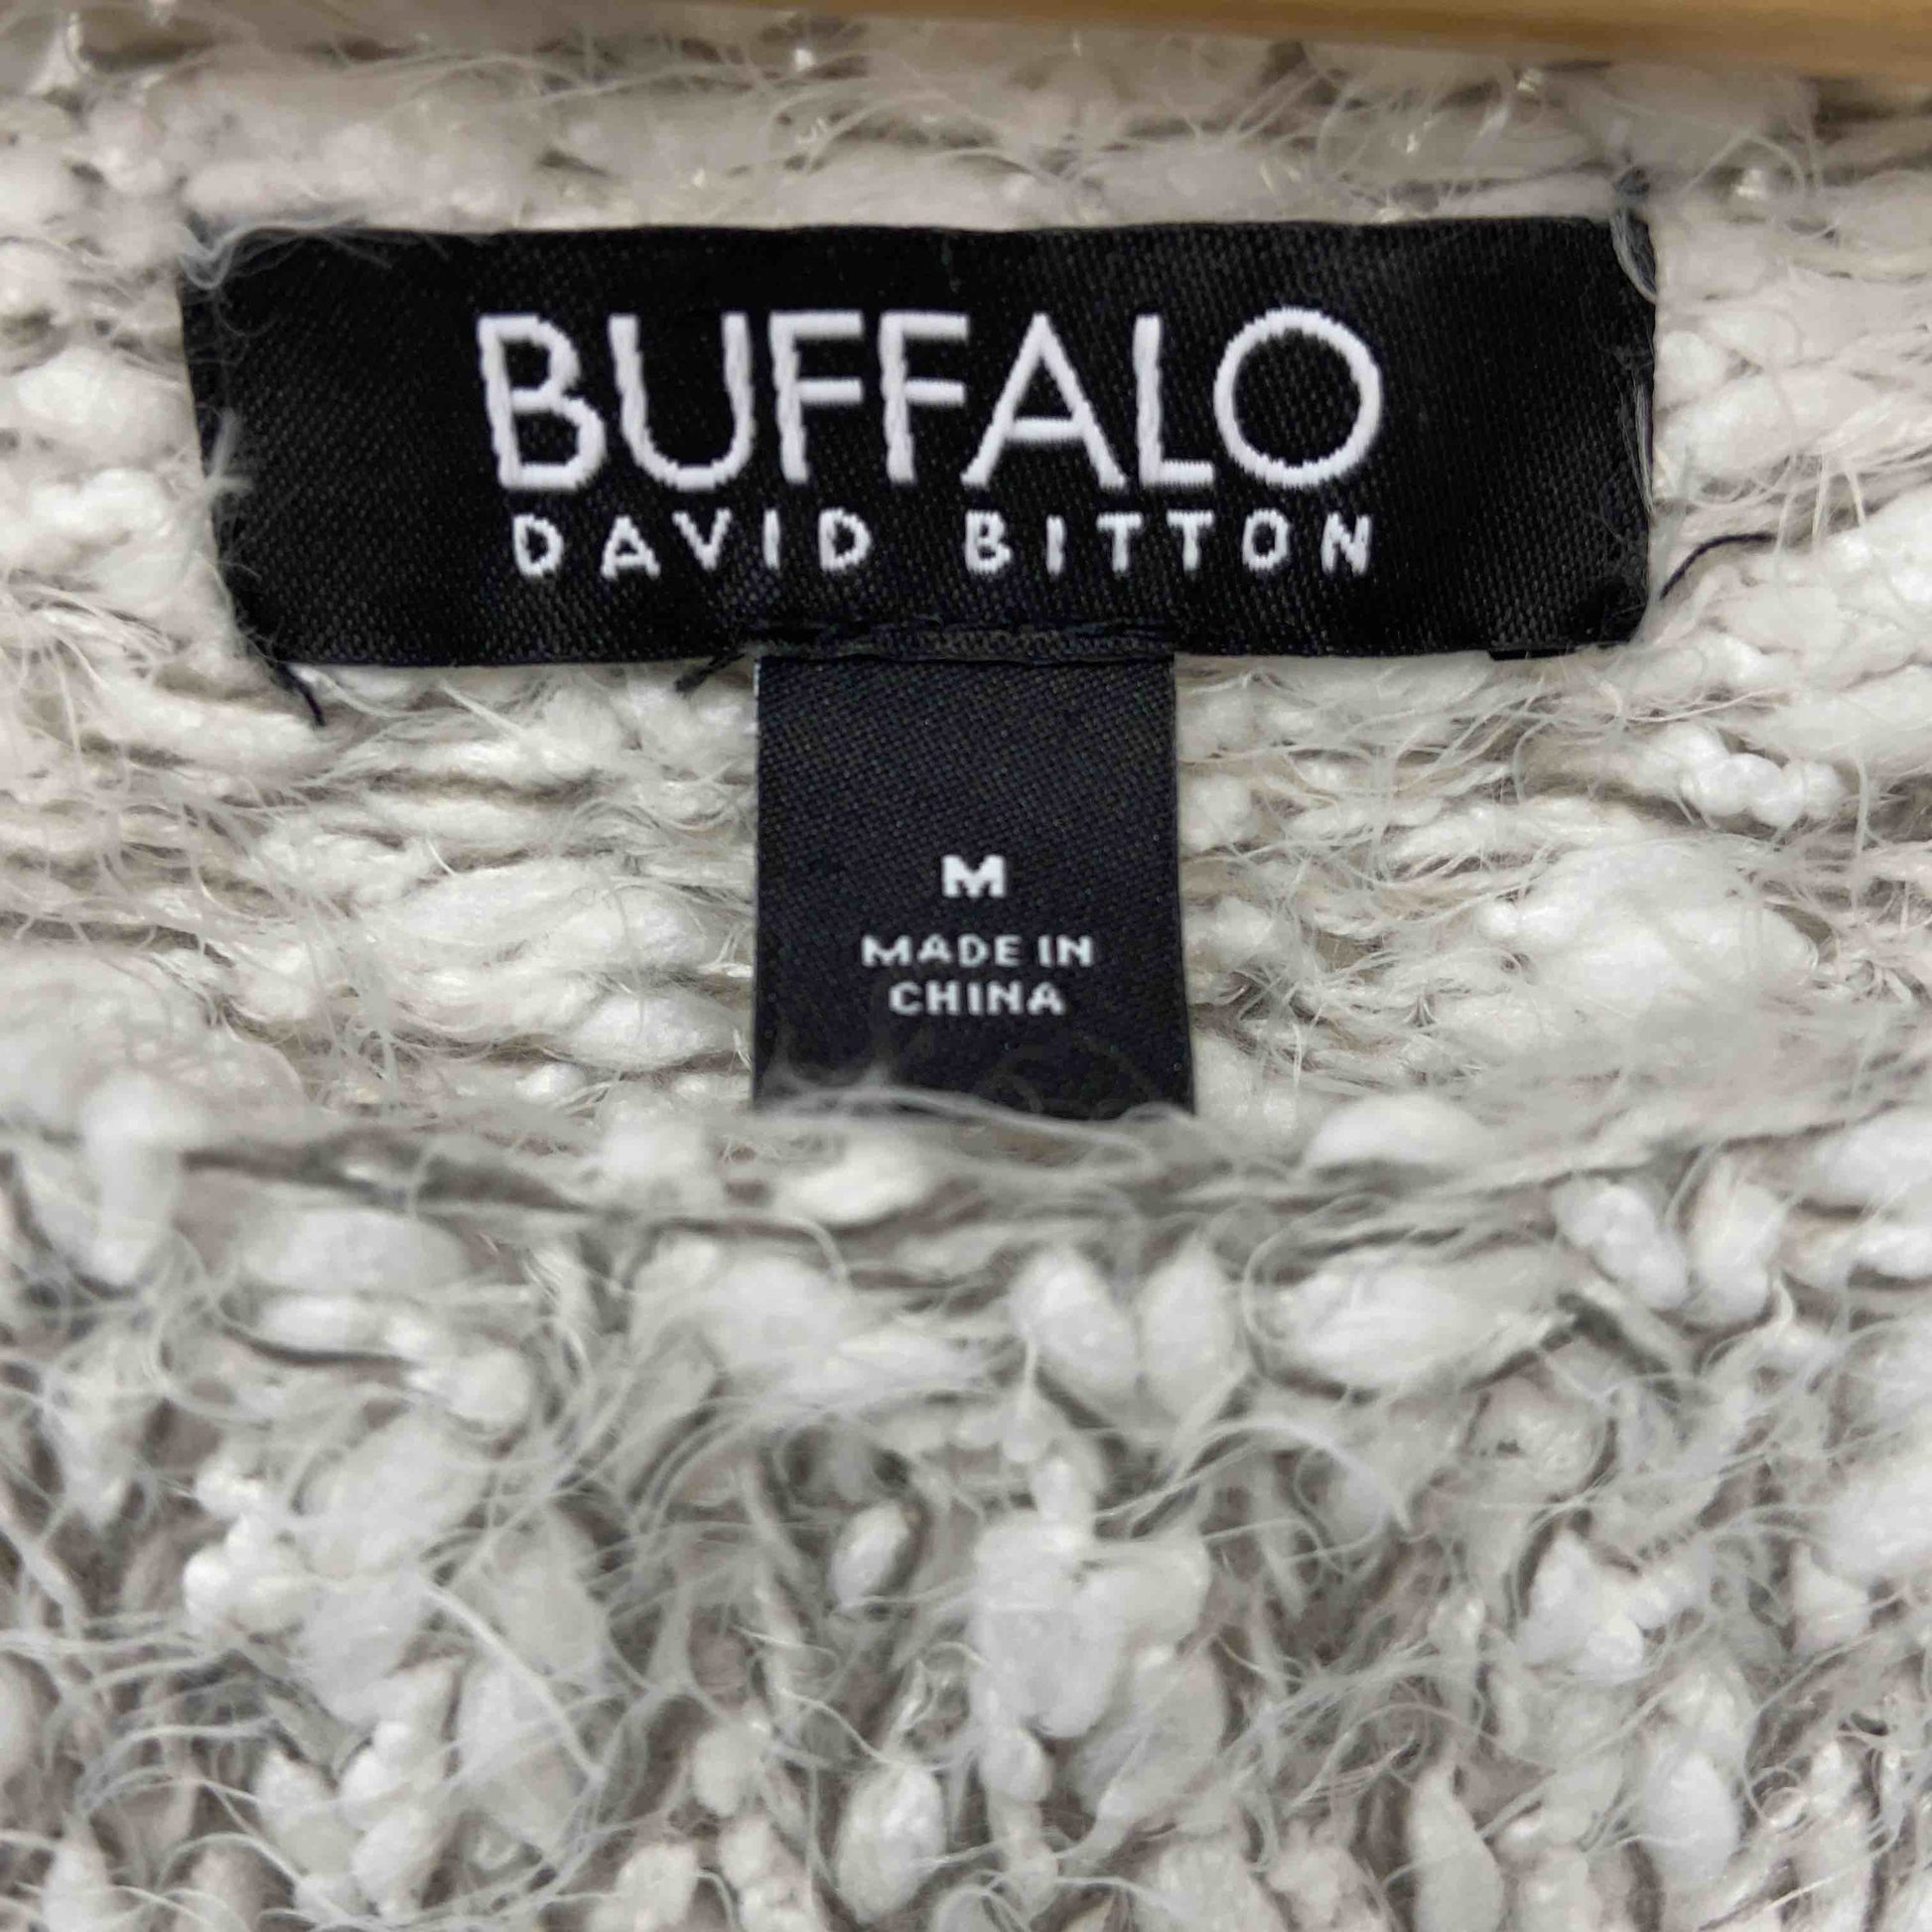 BUFFALO
DAVID BITTON
M
MADE IN
CHINA